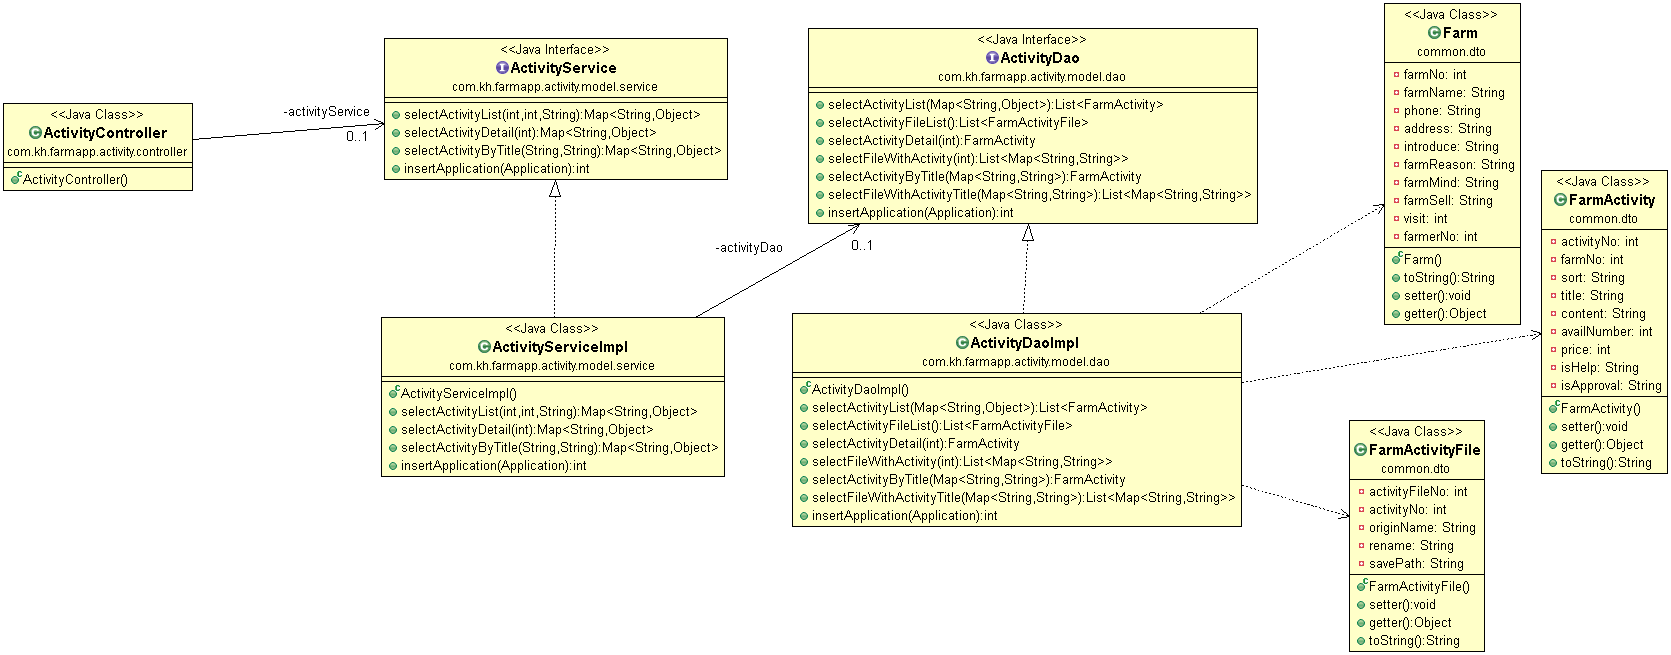 <<Java Class>>
ActivityController
com.kh.farmapp.activity.controller
ActivityController()
-activityService
0..1
<<Java Interface>>
ActivityService
com.kh.farmapp.activity.model.service
selectActivityList(int,int,String):Map<String,Object>
selectActivityDetail(int):Map<String,Object>
selectActivityByTitle(String,String):Map<String,Object>
insertApplication(Application):int
<<Java Class>>
ActivityServiceImpl
com.kh.farmapp.activity.model.service
ActivityServiceImpl()
selectActivityList(int,int,String):Map<String,Object>
selectActivityDetail(int):Map<String,Object>
selectActivityByTitle(String,String):Map<String,Object>
insertApplication(Application):int
-activityDao
0..1
<<Java Interface>>
ActivityDao
com.kh.farmapp.activity.model.dao
selectActivityList(Map<String,Object>):List<FarmActivity>
selectActivityFileList():List<FarmActivityFile>
selectActivityDetail(int):FarmActivity
selectFileWithActivity(int):List<Map<String,String>>
selectActivityByTitle(Map<String,String>):FarmActivity
selectFileWithActivityTitle(Map<String,String>):List<Map<String,String>>
insertApplication(Application):int
<<Java Class>>
ActivityDaoImpl
com.kh.farmapp.activity.model.dao
ActivityDaoImpl()
selectActivityList(Map<String,Object>):List<FarmActivity>
selectActivityFileList():List<FarmActivityFile>
selectActivityDetail(int):FarmActivity
selectFileWithActivity(int):List<Map<String,String>>
selectActivityByTitle(Map<String,String>):FarmActivity
selectFileWithActivityTitle(Map<String,String>):List<Map<String,String>>
insertApplication(Application):int
<<Java Class>>
Farm
common.dto
farmNo: int
farmName: String
phone: String
address: String
introduce: String
farmReason: String
farmMind: String
farmSell: String
visit: int
farmerNo: int
Farm()
toString():String
setter():void
getter():Object
<<Java Class>>
FarmActivity
common.dto
activityNo: int
farmNo: int
sort: String
title: String
content: String
availNumber: int
price: int
isHelp: String
isApproval: String
FarmActivity()
setter():void
getter():Object
toString():String
<<Java Class>>
FarmActivityFile
common.dto
activityFileNo: int
activityNo: int
originName: String
rename: String
savePath: String
FarmActivityFile()
setter():void
getter():Object
toString():String